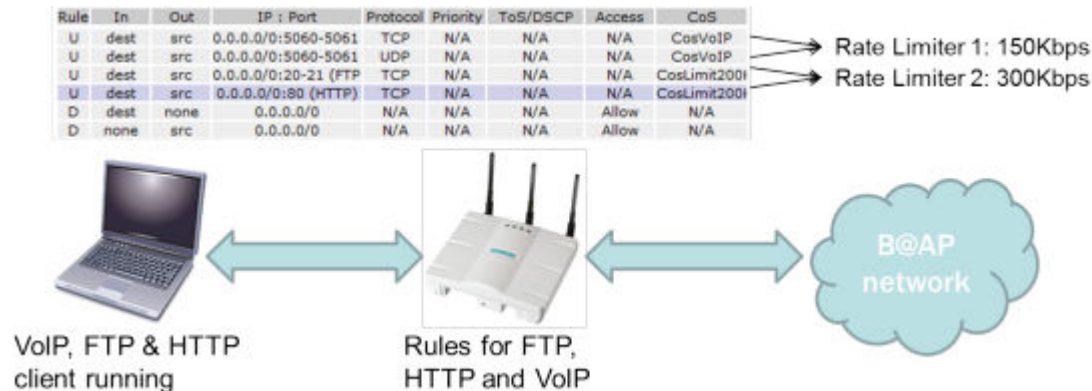 Rule In Out IP : Port Protocol Priority ToS/DSCP Access CoS
U dest src 0.0.0.0/0:5060-5061 TCP N/A N/A N/A CosVoIP
U dest src 0.0.0.0/0:5060-5061 UDP N/A N/A N/A CosVoIP
U dest src 0.0.0.0/0:20-21 (FTP TCP N/A N/A N/A CosLimit200
U dest src 0.0.0.0/0:80 (HTTP) TCP N/A N/A N/A CosLimit200
D dest none 0.0.0.0/0 N/A N/A N/A Allow N/A
D none src 0.0.0.0/0 N/A N/A N/A Allow N/A
Rate Limiter 1: 150Kbps
Rate Limiter 2: 300Kbps
B@AP
network
VoIP, FTP & HTTP
client running
Rules for FTP,
HTTP and VoIP